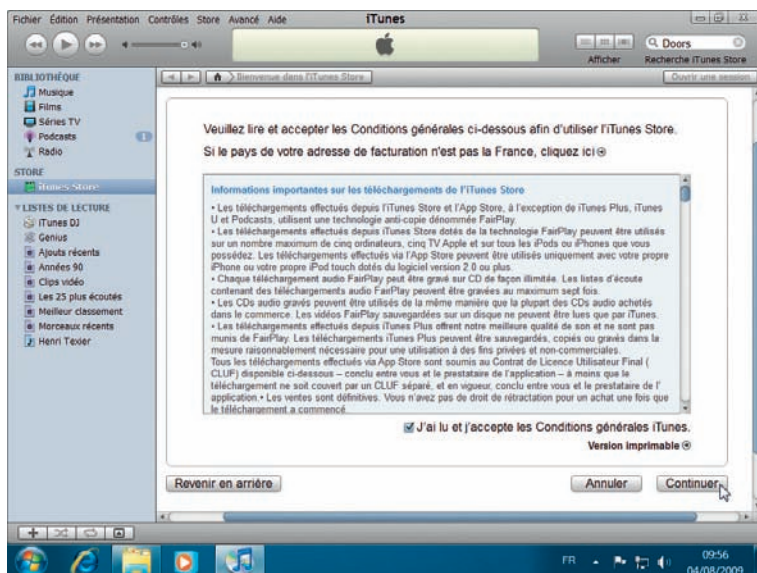 Fichier Édition Présentation Contrôles Store Avancé Aide
iTunes
Doors
Afficher
Recherche iTunes Store
BIBLIOTHÈQUE
Musique
Films
Séries TV
Podcasts 1
Radio
STORE
iTunes Store
LISTES DE LECTURE
iTunes DJ
Genius
Ajouts récents
Années 90
Clips vidéo
Les 25 plus écoutés
Meilleur classement
Morceaux récents
Henri Texier
Bienvenue dans l'iTunes Store
Ouvrir une session
Veuillez lire et accepter les Conditions générales ci-dessous afin d'utiliser l'iTunes Store.
Si le pays de votre adresse de facturation n'est pas la France, cliquez ici
Informations importantes sur les téléchargements de l'iTunes Store
• Les téléchargements effectués depuis l'iTunes Store et l'App Store, à l'exception de iTunes Plus, iTunes
U et Podcasts, utilisent une technologie anti-copie dénommée FairPlay.
• Les téléchargements effectués depuis iTunes Store dotés de la technologie FairPlay peuvent être utilisés
sur un nombre maximum de cinq ordinateurs, cinq TV Apple et sur tous les iPods ou iPhones que vous
possédez. Les téléchargements effectués via l'App Store peuvent être utilisés uniquement avec votre propre
iPhone ou votre propre iPod touch dotés du logiciel version 2.0 ou plus.
• Chaque téléchargement audio FairPlay peut être gravé sur CD de façon illimitée. Les listes d'écoute
contenant des téléchargements audio FairPlay peuvent être gravées au maximum sept fois.
• Les CDs audio gravés peuvent être utilisés de la même manière que la plupart des CDs audio achetés
dans le commerce. Les vidéos FairPlay sauvegardées sur un disque ne peuvent être lues que par iTunes.
• Les téléchargements effectués depuis iTunes Plus offrent notre meilleure qualité de son et ne sont pas
munis de FairPlay. Les téléchargements iTunes Plus peuvent être sauvegardés, copiés ou gravés dans la
mesure raisonnablement nécessaire pour une utilisation à des fins privées et non-commerciales.
Tous les téléchargements effectués via App Store sont soumis au Contrat de Licence Utilisateur Final (
CLUF) disponible ci-dessous – conclu entre vous et le prestataire de l'application – à moins que le
téléchargement ne soit couvert par un CLUF séparé, et en vigueur, conclu entre vous et le prestataire de l'
application.• Les ventes sont définitives. Vous n'avez pas de droit de rétractation pour un achat une fois que
le téléchargement a commencé.
J'ai lu et j'accepte les Conditions générales iTunes.
Version imprimable
Revenir en arrière
Annuler
Continuer
FR
09:56
04/08/2009